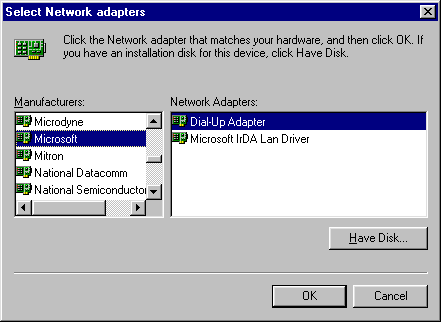 Select Network adapters
Click the Network adapter that matches your hardware, and then click OK. If
you have an installation disk for this device, click Have Disk.
Manufacturers:
Microdyne
Microsoft
Mitron
National Datacomm
National Semiconducto
Network Adapters:
Dial-Up Adapter
Microsoft IrDA Lan Driver
Have Disk...
OK
Cancel